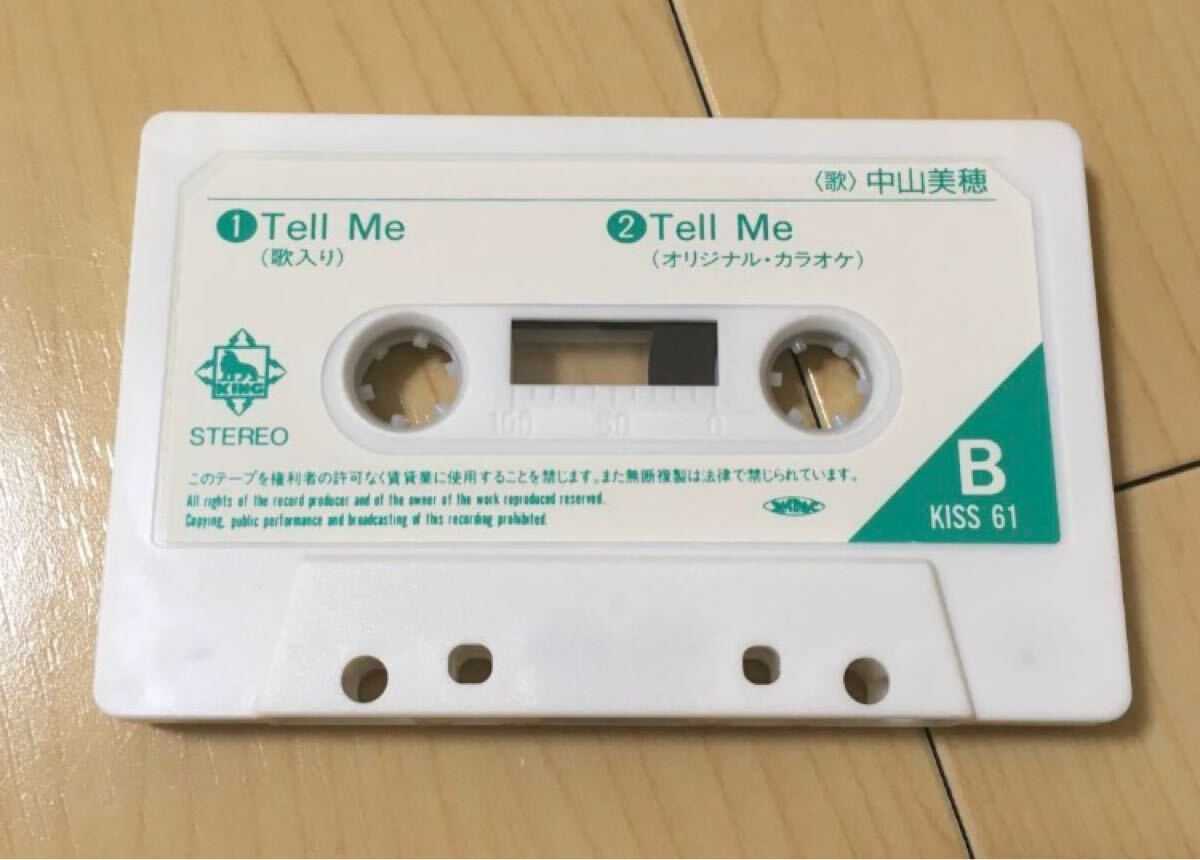 〈歌〉中山美穂
1 Tell Me
(歌入り)
2 Tell Me
(オリジナル・カラオケ)
KING
STEREO
100 50 0
このテープを権利者の許可なく賃貸業に使用することを禁じます。また無断複製は法律で禁じられています。
All rights of the record producer and of the owner of the work reproduced reserved.
Copying, public performance and broadcasting of this recording prohibited.
B
KISS 61